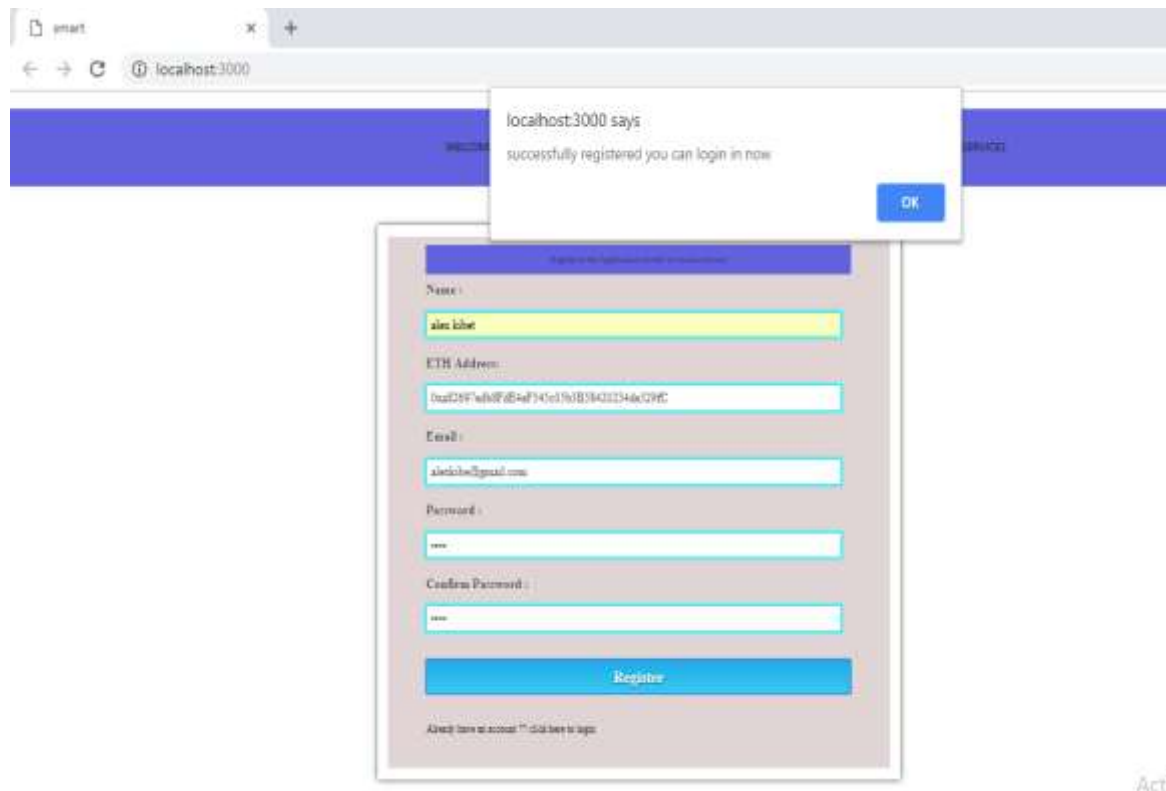 smart
localhost:3000
localhost:3000 says
successfully registered you can login in now
OK
Name :
alex kibet
ETH Address:
Email :
Password :
Confirm Password :
Register
Already have an account "" click here to login
Act